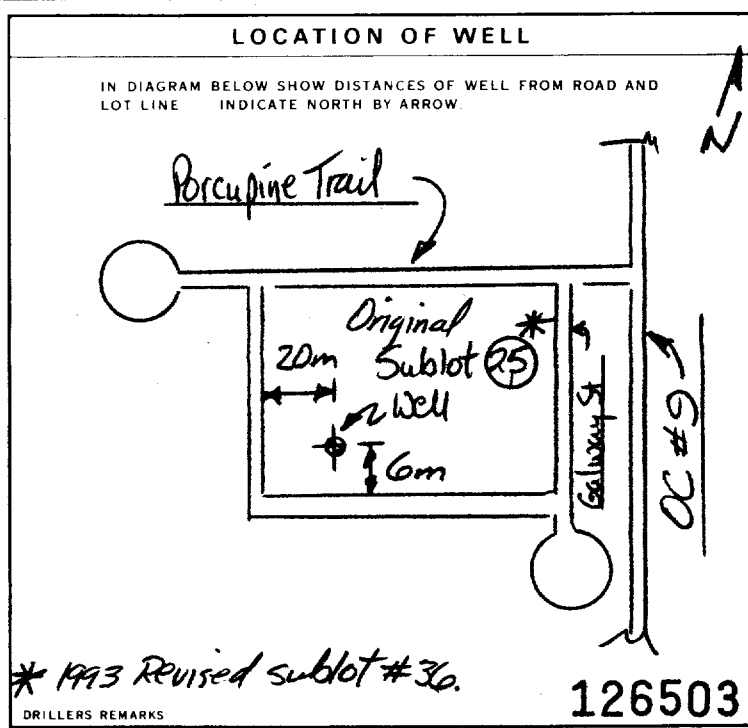 LOCATION OF WELL
IN DIAGRAM BELOW SHOW DISTANCES OF WELL FROM ROAD AND
LOT LINE INDICATE NORTH BY ARROW.
N
Porcupine Trail
Original
Sublot 25
*
20m
Well
6m
Galway St
OC #9
* 1993 Revised sublot #36.
DRILLERS REMARKS
126503